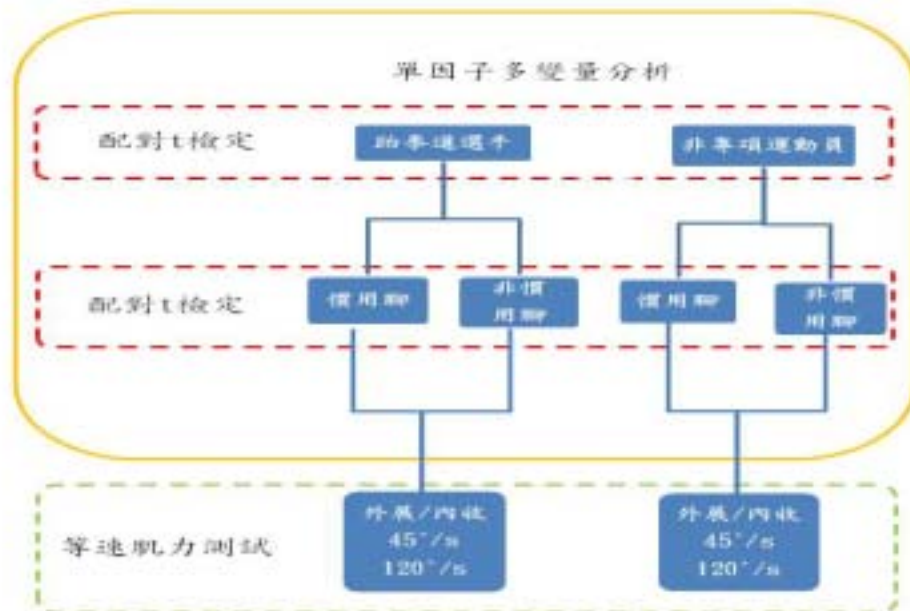 單因子多變量分析
配對t檢定
跆拳道選手
非專項運動員
配對t檢定
慣用腳
非慣
用腳
慣用腳
非慣
用腳
等速肌力測試
外展/內收
45°/s
120°/s
外展/內收
45°/s
120°/s